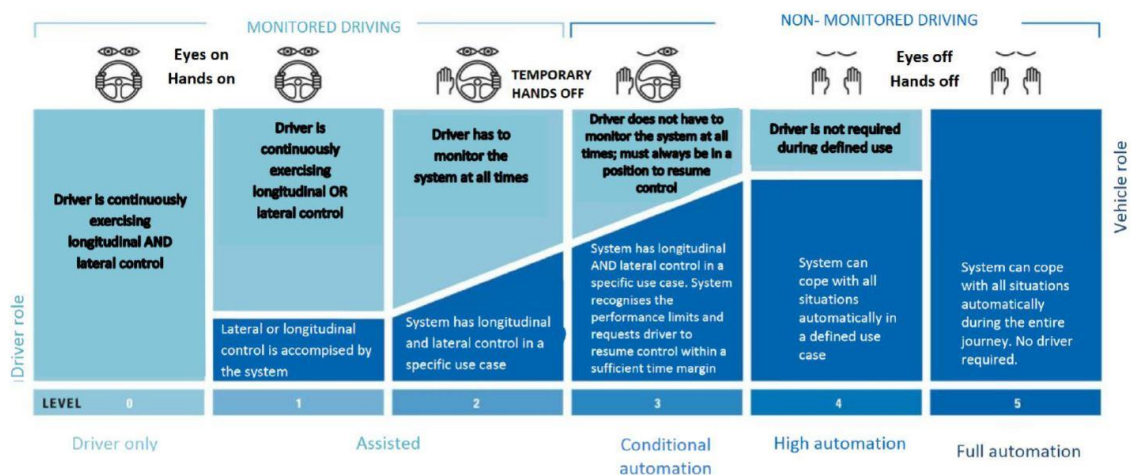 MONITORED DRIVING
NON- MONITORED DRIVING
Eyes on
Hands on
TEMPORARY
HANDS OFF
Eyes off
Hands off
Driver is continuously
exercising
longitudinal AND
lateral control
Driver is
continuously
exercising
longitudinal OR
lateral control
Driver has to
monitor the
system at all times
Driver does not have to
monitor the system at all
times; must always be in a
position to resume
control
Driver is not required
during defined use
Driver role
Vehicle role
Lateral or longitudinal
control is accompised by
the system
System has longitudinal
and lateral control in a
specific use case
System has longitudinal
AND lateral control in a
specific use case. System
recognises the
performance limits and
requests driver to
resume control within a
sufficient time margin
System can
cope with all
situations
automatically in
a defined use
case
System can cope
with all situations
automatically
during the entire
journey. No driver
required.
LEVEL 0 1 2 3 4 5
Driver only
Assisted
Conditional
automation
High automation
Full automation